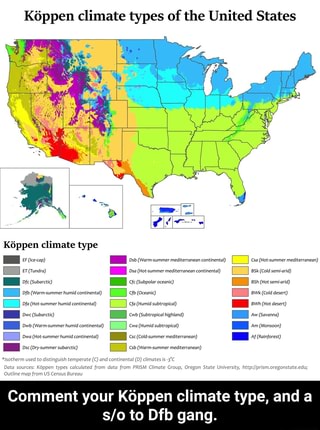 Köppen climate types of the United States
Köppen climate type
EF (Ice-cap)
ET (Tundra)
Dfc (Subarctic)
Dfb (Warm-summer humid continental)
Dfa (Hot-summer humid continental)
Dwc (Subarctic)
Dwb (Warm-summer humid continental)
Dwa (Hot-summer humid continental)
Dsc (Dry-summer subarctic)
Dsb (Warm-summer mediterranean continental)
Dsa (Hot-summer mediterranean continental)
Cfc (Subpolar oceanic)
Cfb (Oceanic)
Cfa (Humid subtropical)
Cwb (Subtropical highland)
Cwa (Humid subtropical)
Csc (Cold-summer mediterranean)
Csb (Warm-summer mediterranean)
Csa (Hot-summer mediterranean)
BSk (Cold semi-arid)
BSh (Hot semi-arid)
BWk (Cold desert)
BWh (Hot desert)
Aw (Savanna)
Am (Monsoon)
Af (Rainforest)
*Isotherm used to distinguish temperate (C) and continental (D) climates is -3°C
Data sources: Köppen types calculated from data from PRISM Climate Group, Oregon State University, http://prism.oregonstate.edu;
Outline map from US Census Bureau
Comment your Köppen climate type, and a
s/o to Dfb gang.